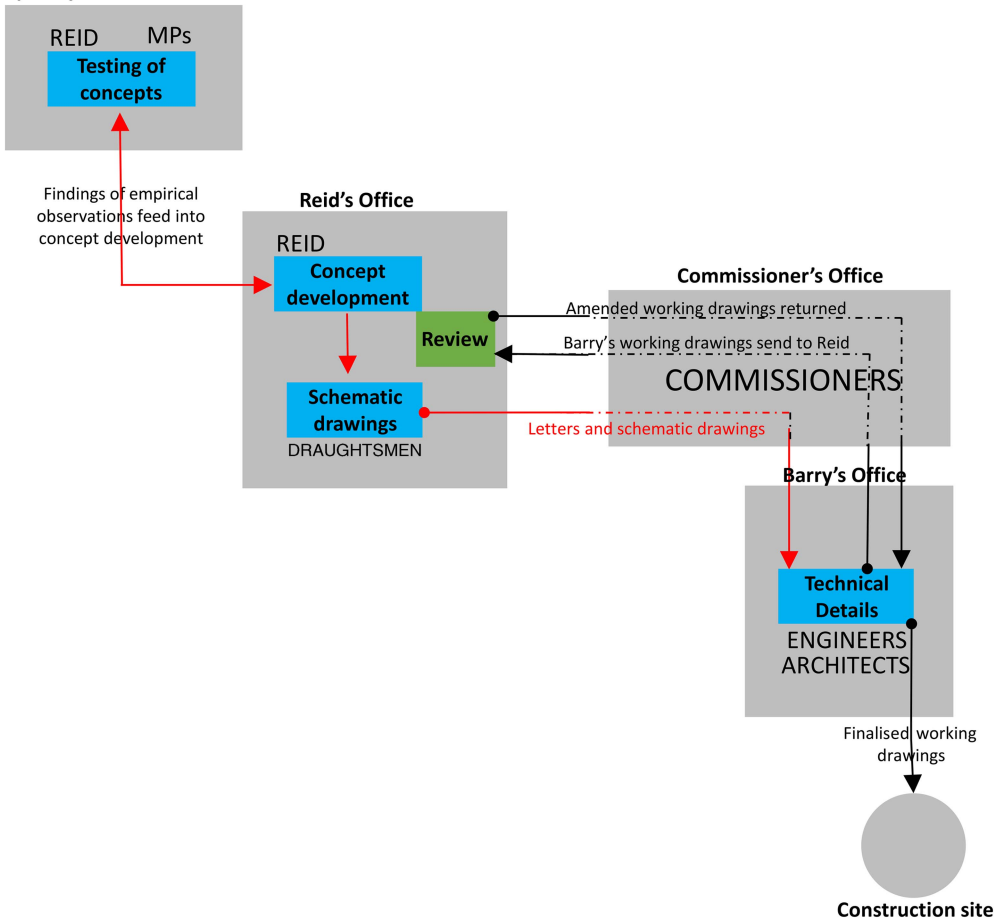 REID MPs
Testing of
concepts
Findings of empirical
observations feed into
concept development
Reid's Office
REID
Concept
development
Review
Schematic
drawings
DRAUGHTSMEN
Commissioner's Office
Amended working drawings returned
Barry's working drawings send to Reid
COMMISSIONERS
Letters and schematic drawings
Barry's Office
Technical
Details
ENGINEERS
ARCHITECTS
Finalised working
drawings
Construction site